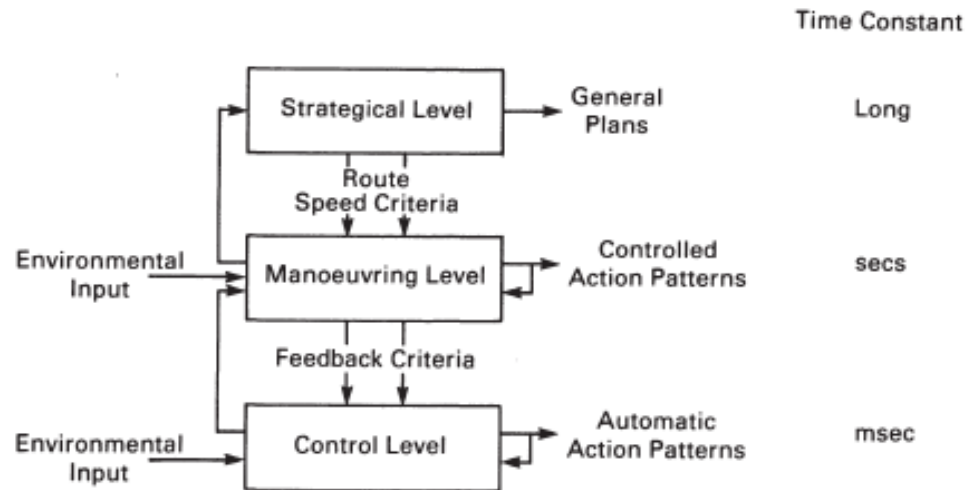 Time Constant
Strategical Level
General
Plans
Long
Route
Speed Criteria
Environmental
Input
Manoeuvring Level
Controlled
Action Patterns
secs
Feedback Criteria
Environmental
Input
Control Level
Automatic
Action Patterns
msec